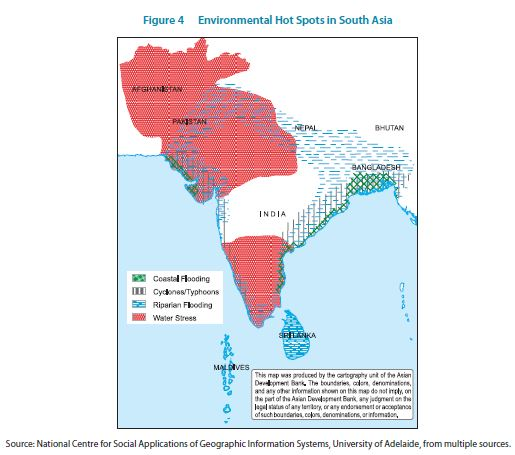 Figure 4 Environmental Hot Spots in South Asia
AFGHANISTAN
PAKISTAN
NEPAL
BHUTAN
BANGLADESH
INDIA
Coastal Flooding
Cyclones/Typhoons
Riparian Flooding
Water Stress
SRI LANKA
MALDIVES
This map was produced by the cartography unit of the Asian
Development Bank. The boundaries, colors, denominations,
and any other information shown on this map do not imply, on
the part of the Asian Development Bank, any judgment on the
legal status of any territory, or any endorsement or acceptance
of such boundaries, colors, denominations, or information.
Source: National Centre for Social Applications of Geographic Information Systems, University of Adelaide, from multiple sources.